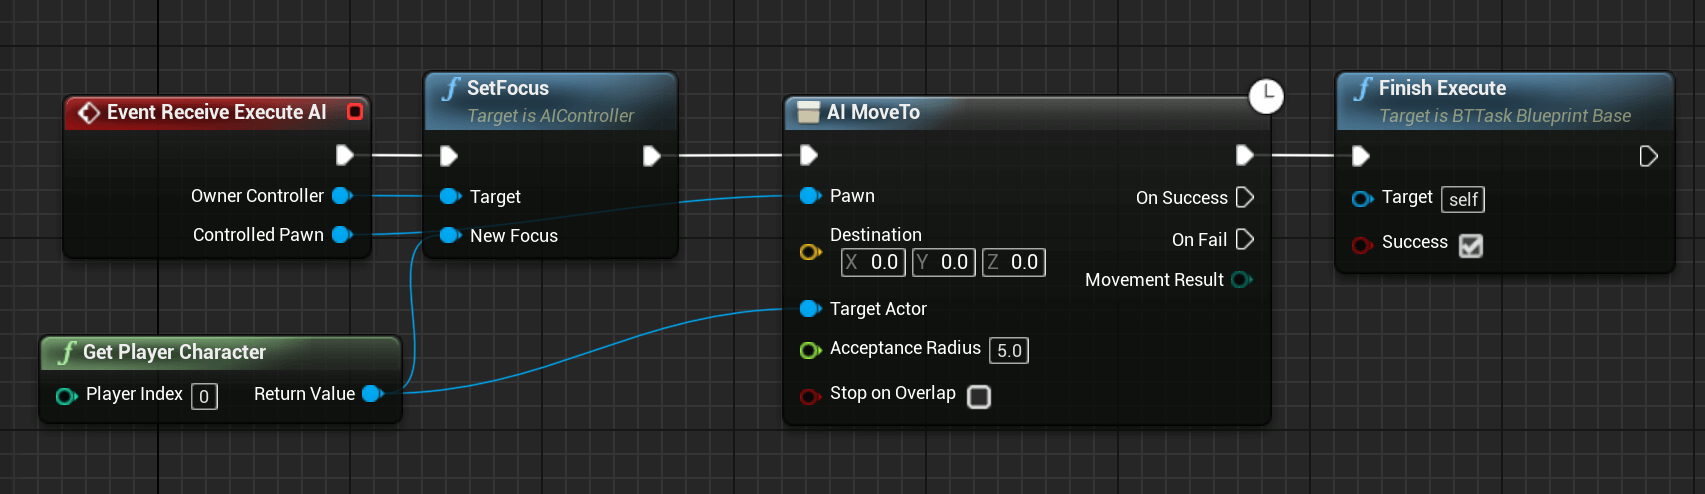 Event Receive Execute AI
Owner Controller
Controlled Pawn
f SetFocus
Target is AIController
Target
New Focus
AI MoveTo
Pawn
On Success
Destination
X 0.0 Y 0.0 Z 0.0
On Fail
Movement Result
Target Actor
Acceptance Radius 5.0
Stop on Overlap
f Finish Execute
Target is BTTask Blueprint Base
Target self
Success
f Get Player Character
Player Index 0 Return Value